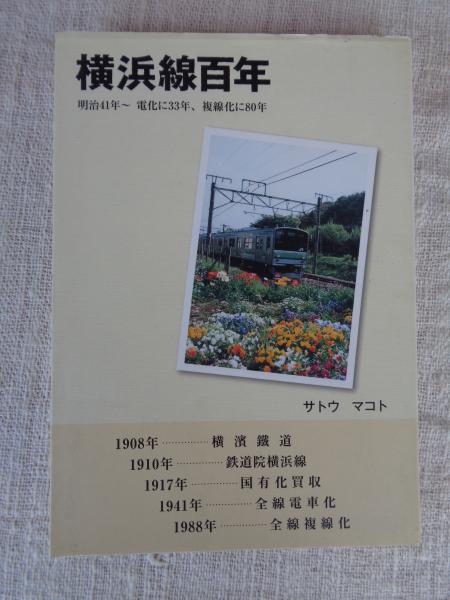 横浜線百年
明治41年〜 電化に33年、複線化に80年
サトウ マコト
1908年 …………… 横濱鐵道
1910年 …………… 鉄道院横浜線
1917年 …………… 国有化買収
1941年 …………… 全線電車化
1988年 …………… 全線複線化